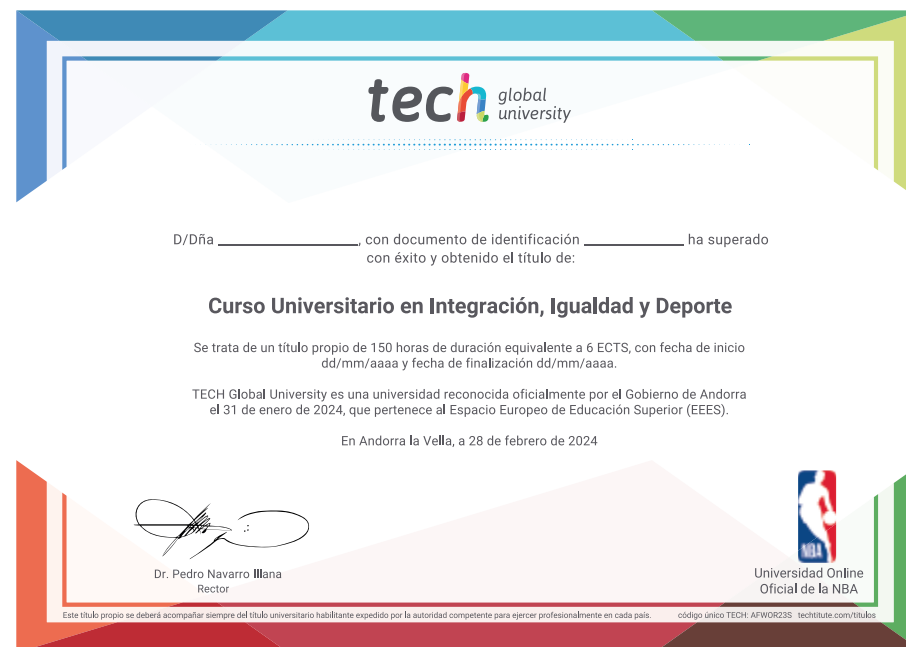 tech global university
D/Dña ____________, con documento de identificación ____________ ha superado
con éxito y obtenido el título de:
Curso Universitario en Integración, Igualdad y Deporte
Se trata de un título propio de 150 horas de duración equivalente a 6 ECTS, con fecha de inicio
dd/mm/aaaa y fecha de finalización dd/mm/aaaa.
TECH Global University es una universidad reconocida oficialmente por el Gobierno de Andorra
el 31 de enero de 2024, que pertenece al Espacio Europeo de Educación Superior (EEES).
En Andorra la Vella, a 28 de febrero de 2024
Dr. Pedro Navarro Illana
Rector
NBA
Universidad Online
Oficial de la NBA
Este título propio se deberá acompañar siempre del título universitario habilitante expedido por la autoridad competente para ejercer profesionalmente en cada país.
código único TECH: AFWOR23S techtitute.com/titulos